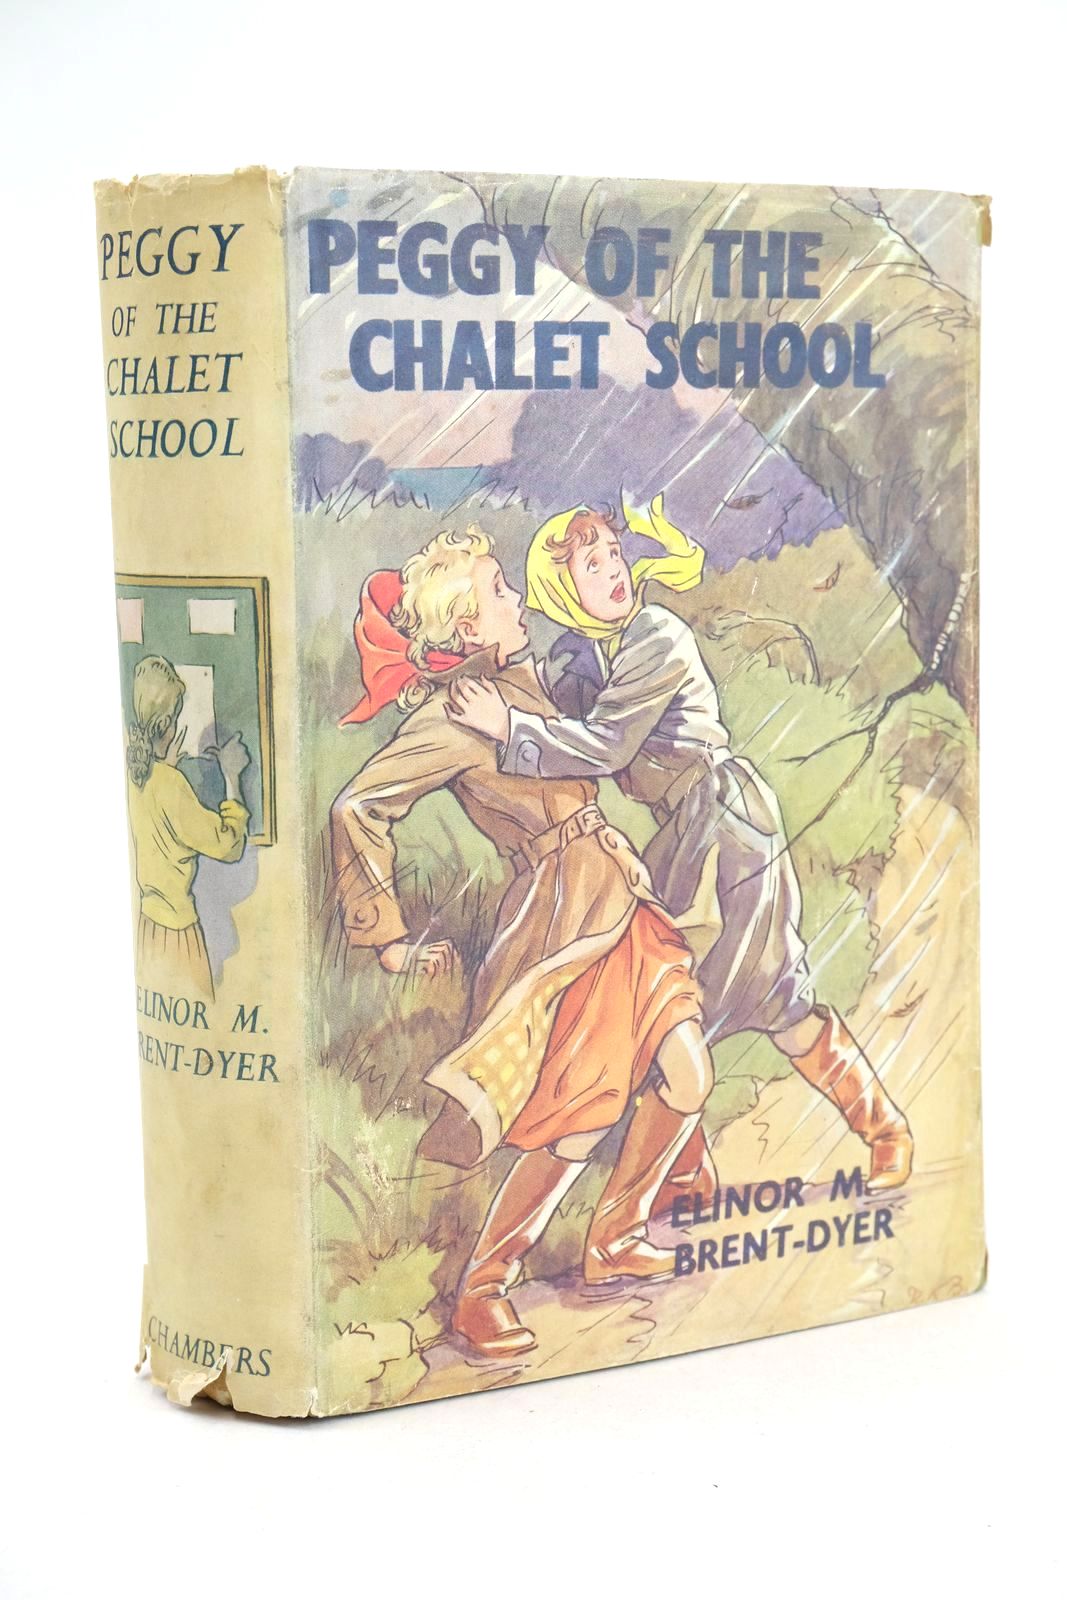 PEGGY
OF THE
CHALET
SCHOOL
ELINOR M.
BRENT-DYER
CHAMBERS
PEGGY OF THE
CHALET SCHOOL
ELINOR M.
BRENT-DYER